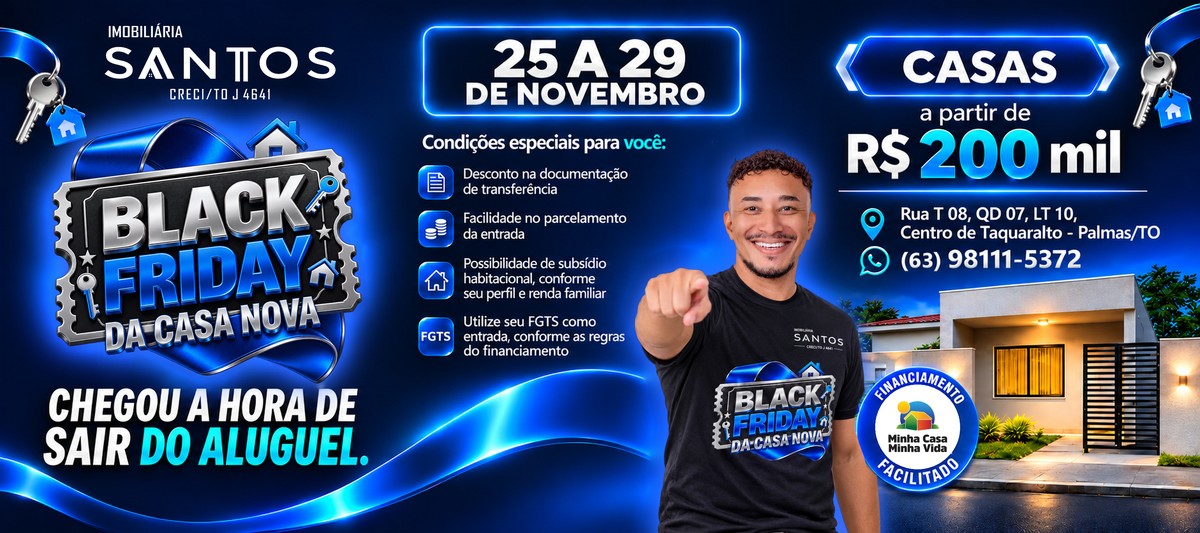 IMOBILIÁRIA
SANTOS
CRECI/TO J 4641
BLACK
FRIDAY
DA CASA NOVA
CHEGOU A HORA DE
SAIR DO ALUGUEL.
25 A 29
DE NOVEMBRO
Condições especiais para você:
Desconto na documentação
de transferência
Facilidade no parcelamento
da entrada
Possibilidade de subsídio
habitacional, conforme
seu perfil e renda familiar
FGTS
Utilize seu FGTS como
entrada, conforme as regras
do financiamento
IMOBILIÁRIA
SANTOS
CRECI/TO J 4641
BLACK
FRIDAY
DA CASA NOVA
CASAS
a partir de
R$ 200 mil
Rua T 08, QD 07, LT 10,
Centro de Taquaralto - Palmas/TO
(63) 98111-5372
FINANCIAMENTO
Minha Casa
Minha Vida
FACILITADO